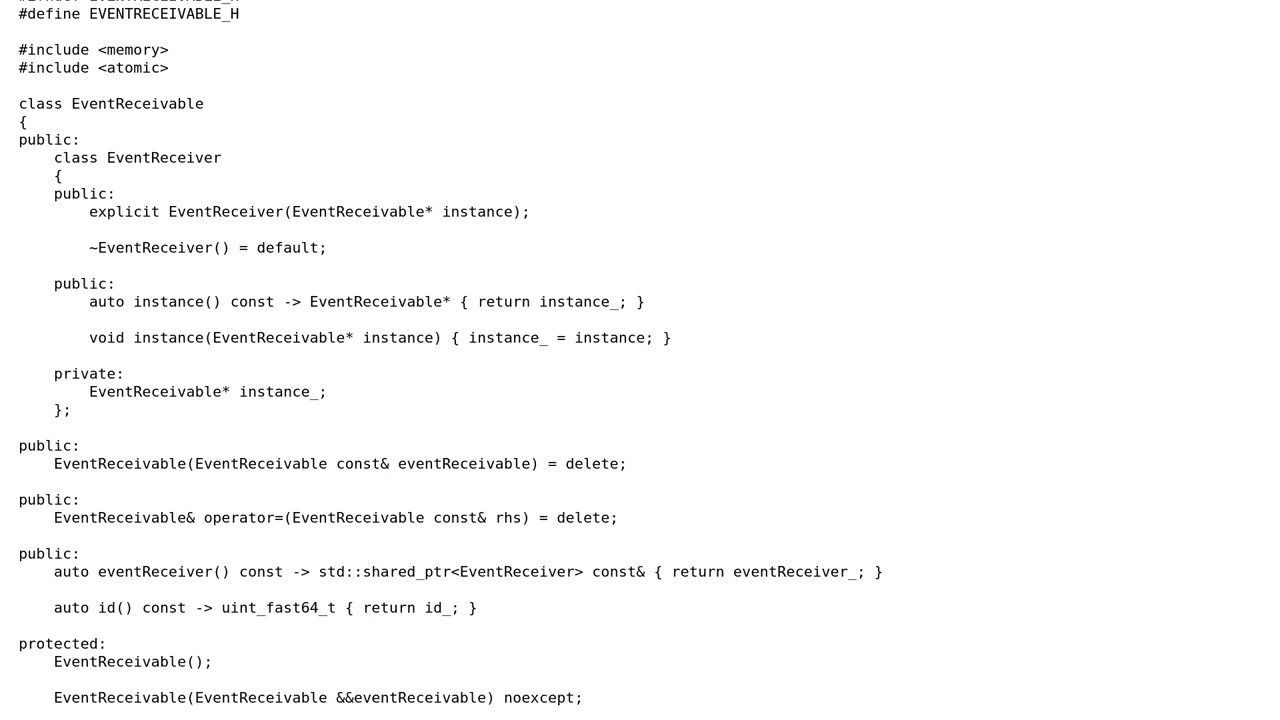 #define EVENTRECEIVABLE_H
#include <memory>
#include <atomic>
class EventReceivable
{
public:
class EventReceiver
{
public:
explicit EventReceiver(EventReceivable* instance);
~EventReceiver() = default;
public:
auto instance() const -> EventReceivable* { return instance_; }
void instance(EventReceivable* instance) { instance_ = instance; }
private:
EventReceivable* instance_;
};
public:
EventReceivable(EventReceivable const& eventReceivable) = delete;
public:
EventReceivable& operator=(EventReceivable const& rhs) = delete;
public:
auto eventReceiver() const -> std::shared_ptr<EventReceiver> const& { return eventReceiver_; }
auto id() const -> uint_fast64_t { return id_; }
protected:
EventReceivable();
EventReceivable(EventReceivable &&eventReceivable) noexcept;